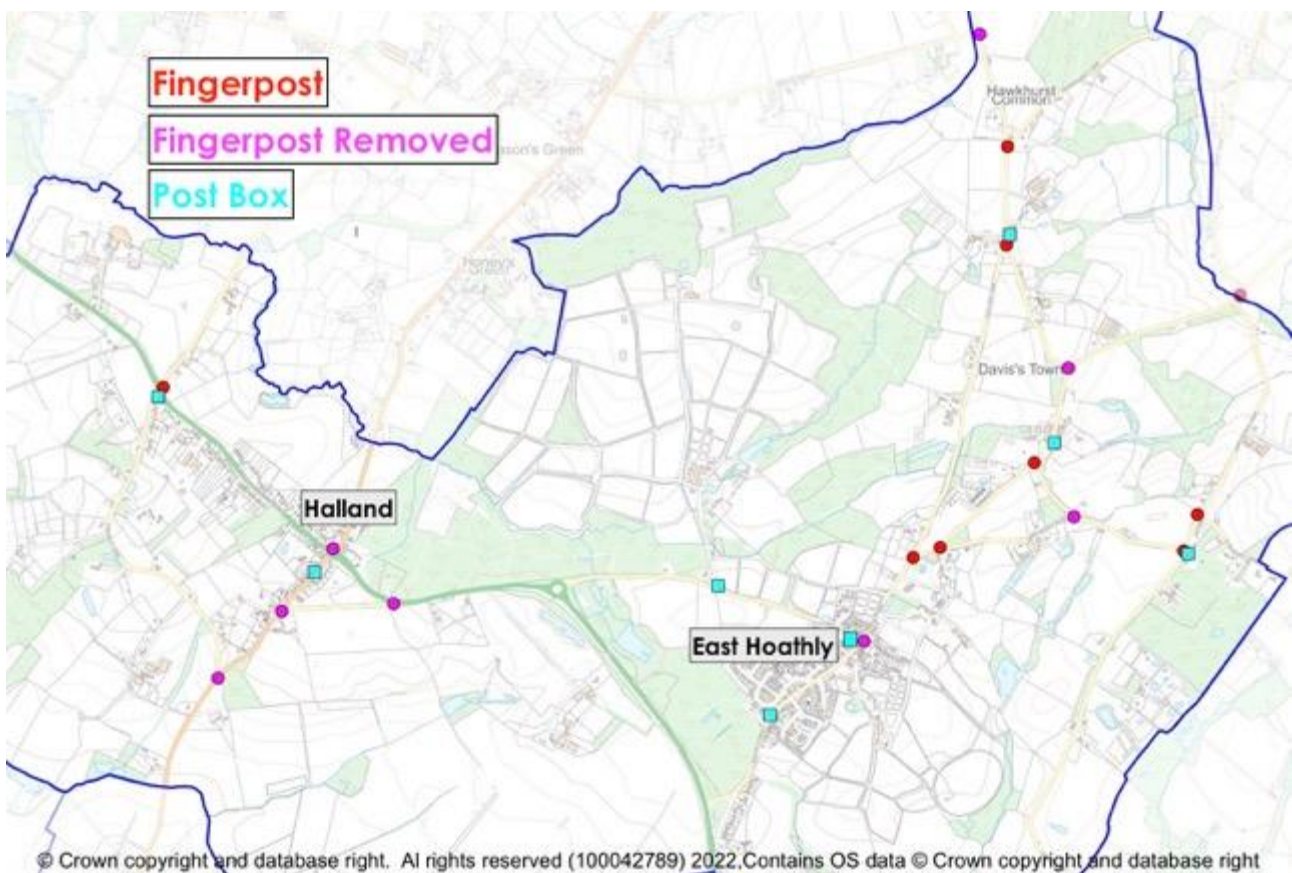 Fingerpost
Fingerpost Removed
Post Box
Hawkhurst
Common
Davis's Town
Halland
East Hoathly
© Crown copyright and database right. Al rights reserved (100042789) 2022,Contains OS data © Crown copyright and database right